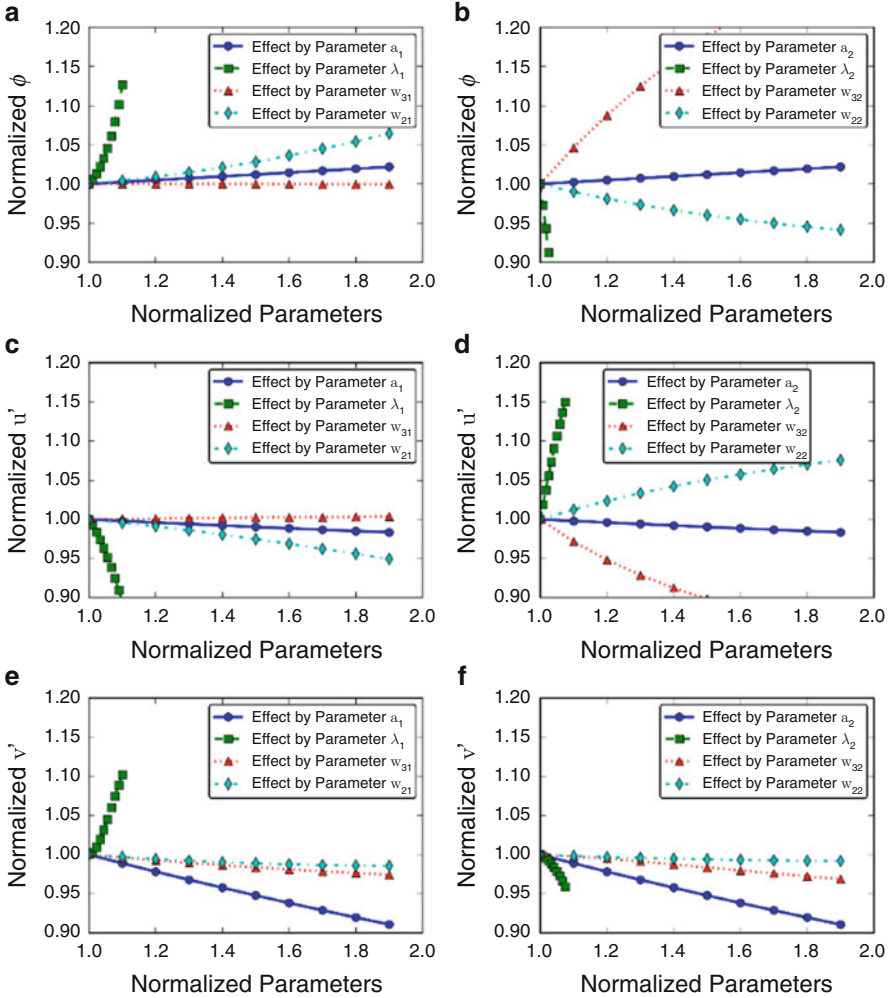 a
1.20
1.15
1.10
1.05
1.00
0.95
0.90
Normalized ϕ
Effect by Parameter a₁
Effect by Parameter λ₁
Effect by Parameter w₃₁
Effect by Parameter w₂₁
1.0 1.2 1.4 1.6 1.8 2.0
Normalized Parameters
b
1.20
1.15
1.10
1.05
1.00
0.95
0.90
Normalized ϕ
Effect by Parameter a₂
Effect by Parameter λ₂
Effect by Parameter w₃₂
Effect by Parameter w₂₂
1.0 1.2 1.4 1.6 1.8 2.0
Normalized Parameters
c
1.20
1.15
1.10
1.05
1.00
0.95
0.90
Normalized u'
Effect by Parameter a₁
Effect by Parameter λ₁
Effect by Parameter w₃₁
Effect by Parameter w₂₁
1.0 1.2 1.4 1.6 1.8 2.0
Normalized Parameters
d
1.20
1.15
1.10
1.05
1.00
0.95
0.90
Normalized u'
Effect by Parameter a₂
Effect by Parameter λ₂
Effect by Parameter w₃₂
Effect by Parameter w₂₂
1.0 1.2 1.4 1.6 1.8 2.0
Normalized Parameters
e
1.20
1.15
1.10
1.05
1.00
0.95
0.90
Normalized v'
Effect by Parameter a₁
Effect by Parameter λ₁
Effect by Parameter w₃₁
Effect by Parameter w₂₁
1.0 1.2 1.4 1.6 1.8 2.0
Normalized Parameters
f
1.20
1.15
1.10
1.05
1.00
0.95
0.90
Normalized v'
Effect by Parameter a₂
Effect by Parameter λ₂
Effect by Parameter w₃₂
Effect by Parameter w₂₂
1.0 1.2 1.4 1.6 1.8 2.0
Normalized Parameters